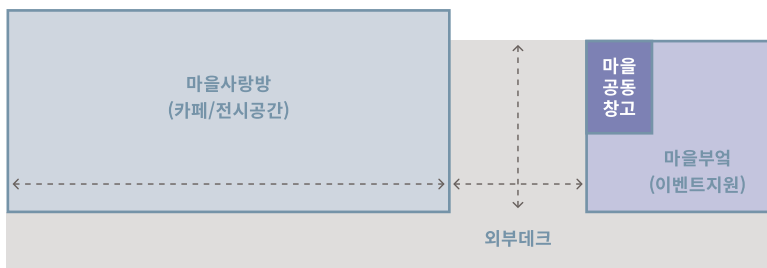 마을사랑방
(카페/전시공간)
마을
공동
창고
마을부엌
(이벤트지원)
외부데크